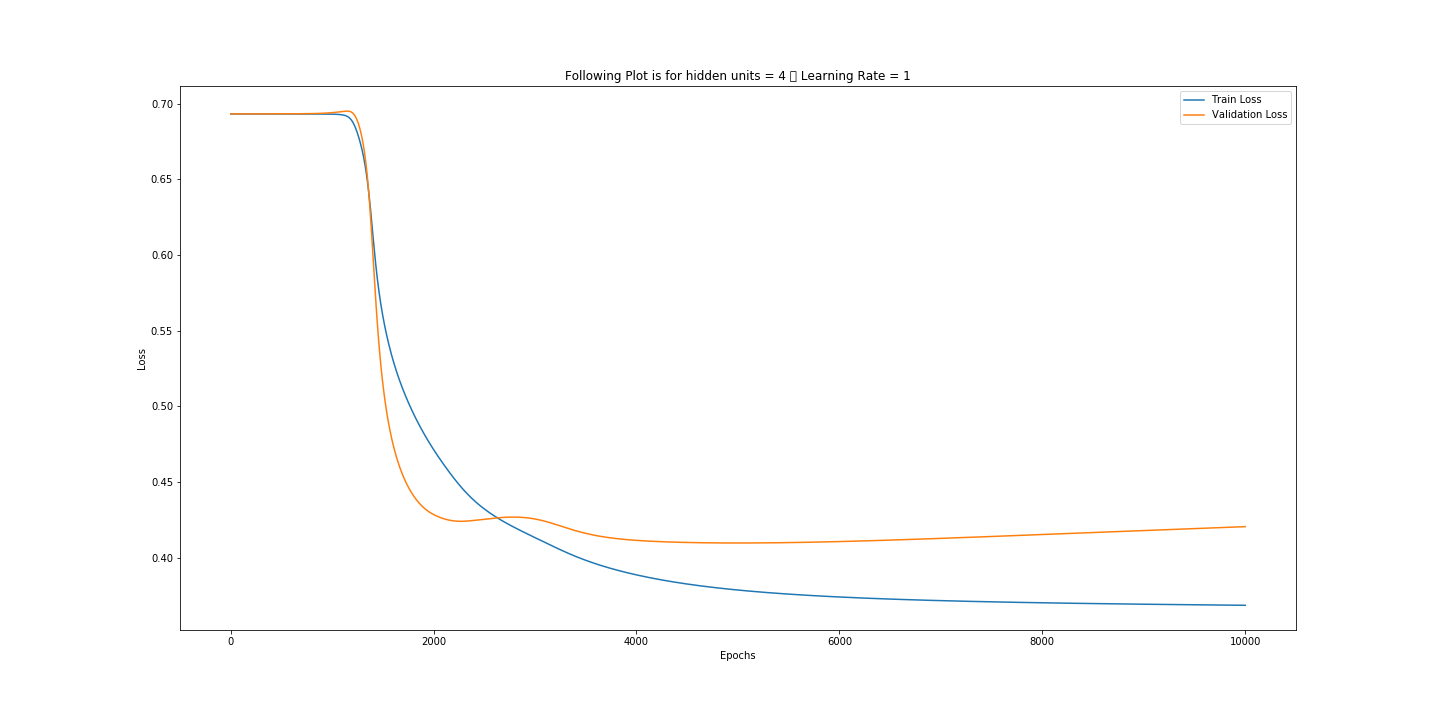 Following Plot is for hidden units = 4 Learning Rate = 1
Train Loss
Validation Loss
0.70
0.65
0.60
0.55
0.50
0.45
0.40
Loss
0 2000 4000 6000 8000 10000
Epochs